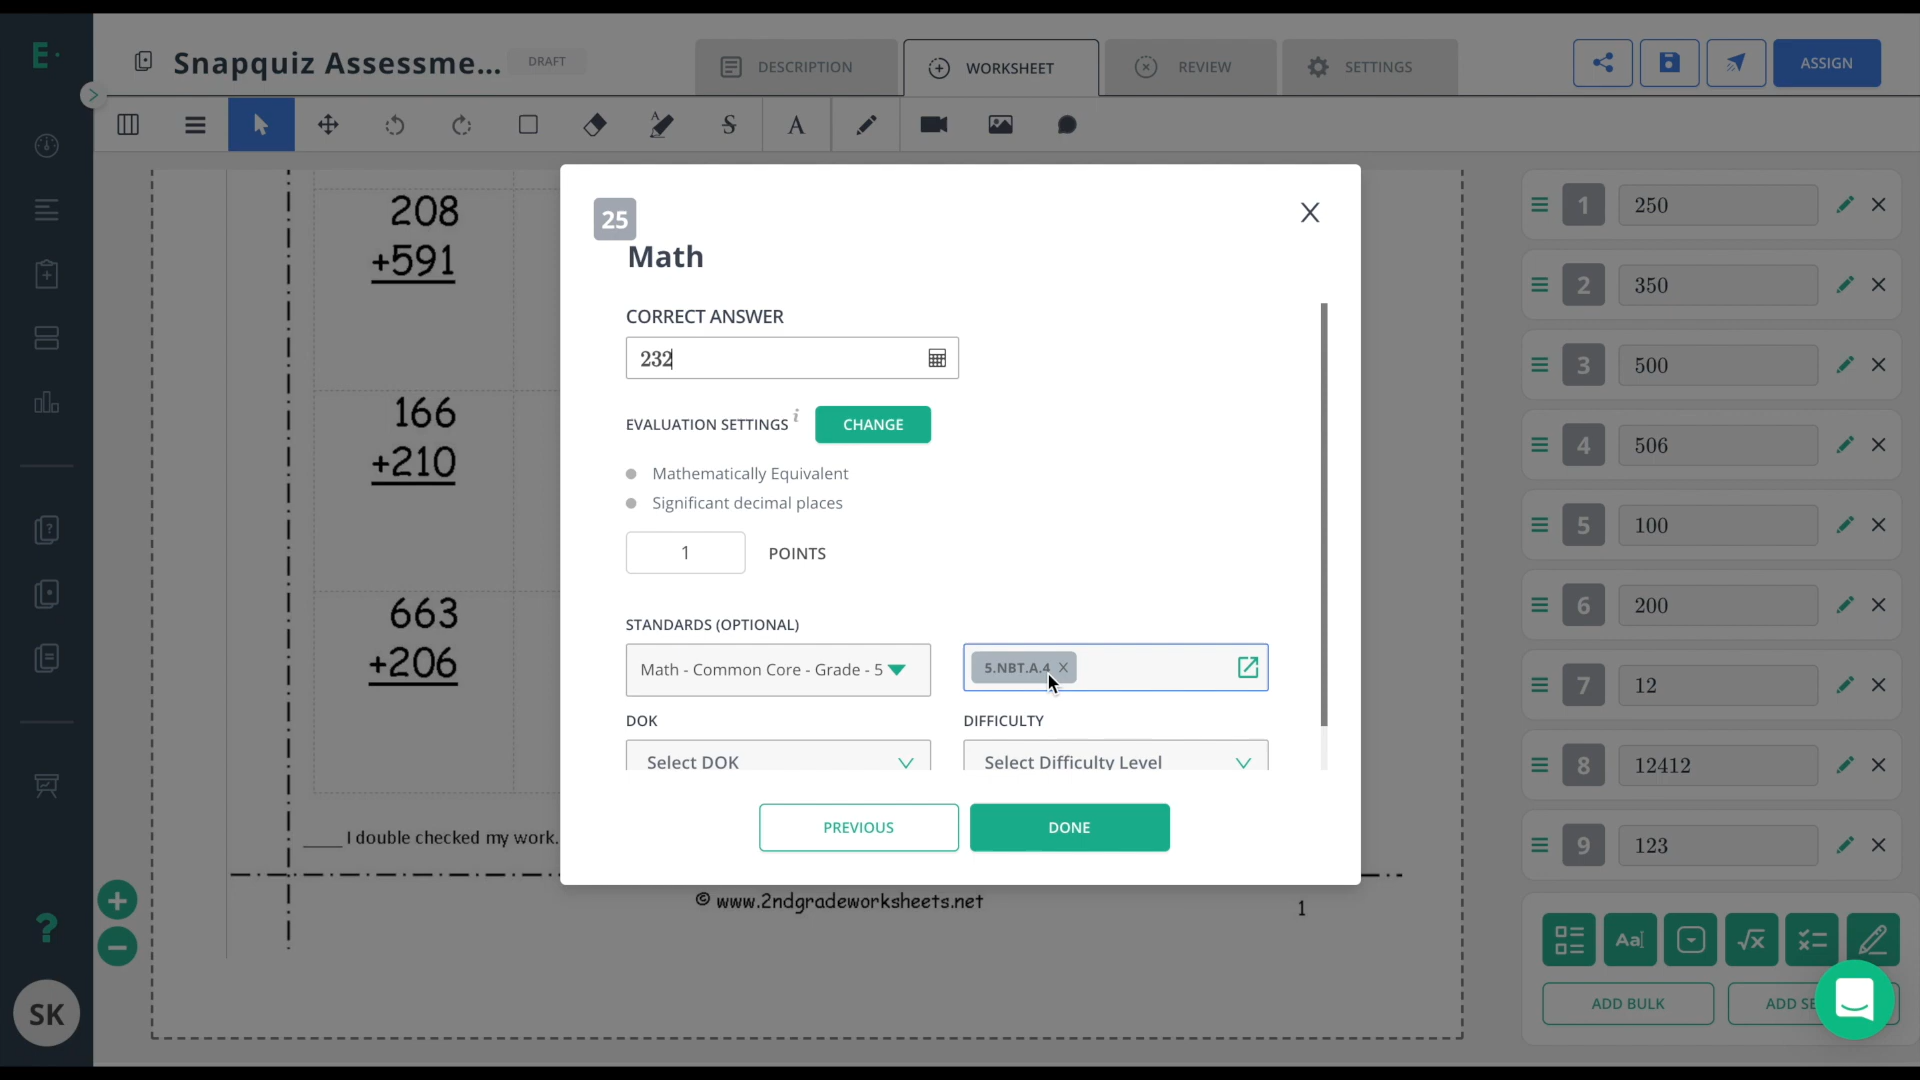 E
Snapquiz Assessme...
DRAFT
DESCRIPTION
WORKSHEET
REVIEW
SETTINGS
ASSIGN
S
A
208
+591
166
+210
663
+206
____ I double checked my work.
© www.2ndgradeworksheets.net
1
25
Math
X
CORRECT ANSWER
232
EVALUATION SETTINGS i
CHANGE
Mathematically Equivalent
Significant decimal places
1 POINTS
STANDARDS (OPTIONAL)
Math - Common Core - Grade - 5
5.NBT.A.4 ×
DOK
DIFFICULTY
Select DOK
Select Difficulty Level
PREVIOUS
DONE
1 250
2 350
3 500
4 506
5 100
6 200
7 12
8 12412
9 123
Aa
√x
ADD BULK
ADD SE
?
SK